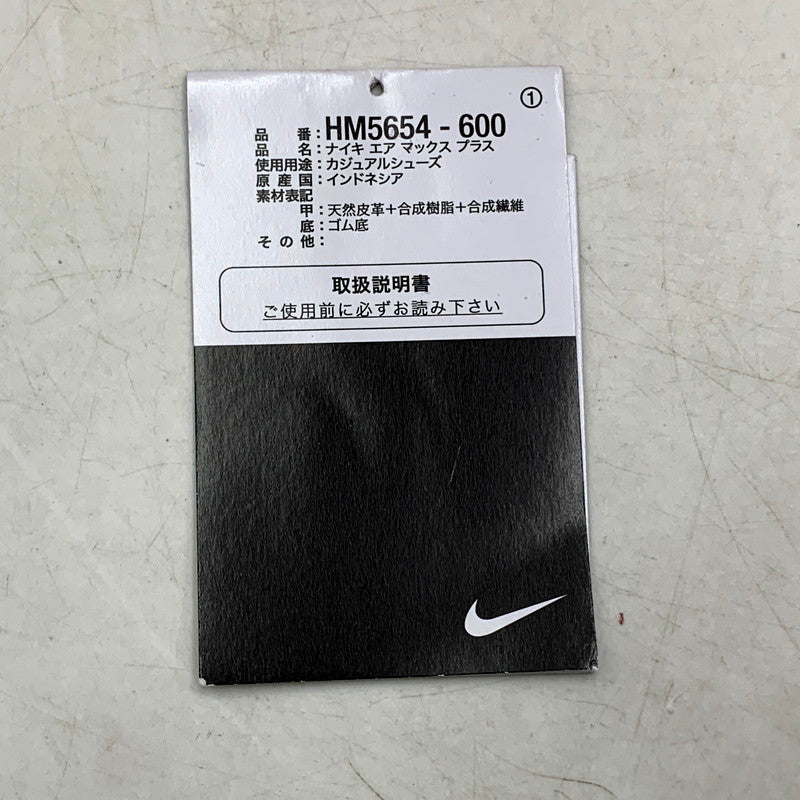 ①
品番：HM5654 - 600
品名：ナイキ エア マックス プラス
使用用途：カジュアルシューズ
原産国：インドネシア
素材表記
甲：天然皮革＋合成樹脂＋合成繊維
底：ゴム底
その他：
取扱説明書
ご使用前に必ずお読み下さい